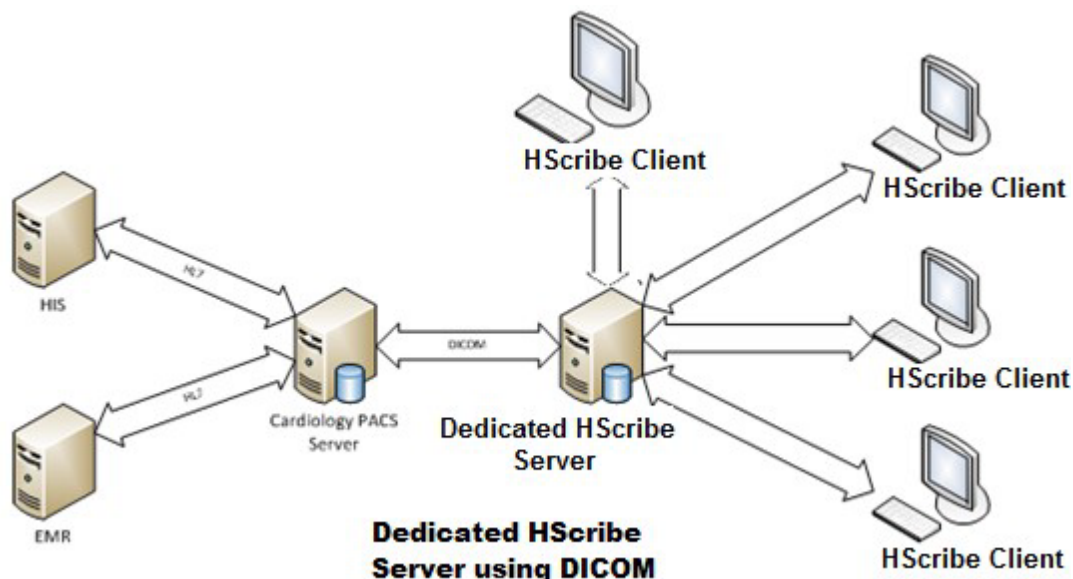 HScribe Client
HScribe Client
HIS
HL7
DICOM
HScribe Client
HL7
Cardiology PACS
Server
Dedicated HScribe
Server
EMR
Dedicated HScribe
Server using DICOM
HScribe Client